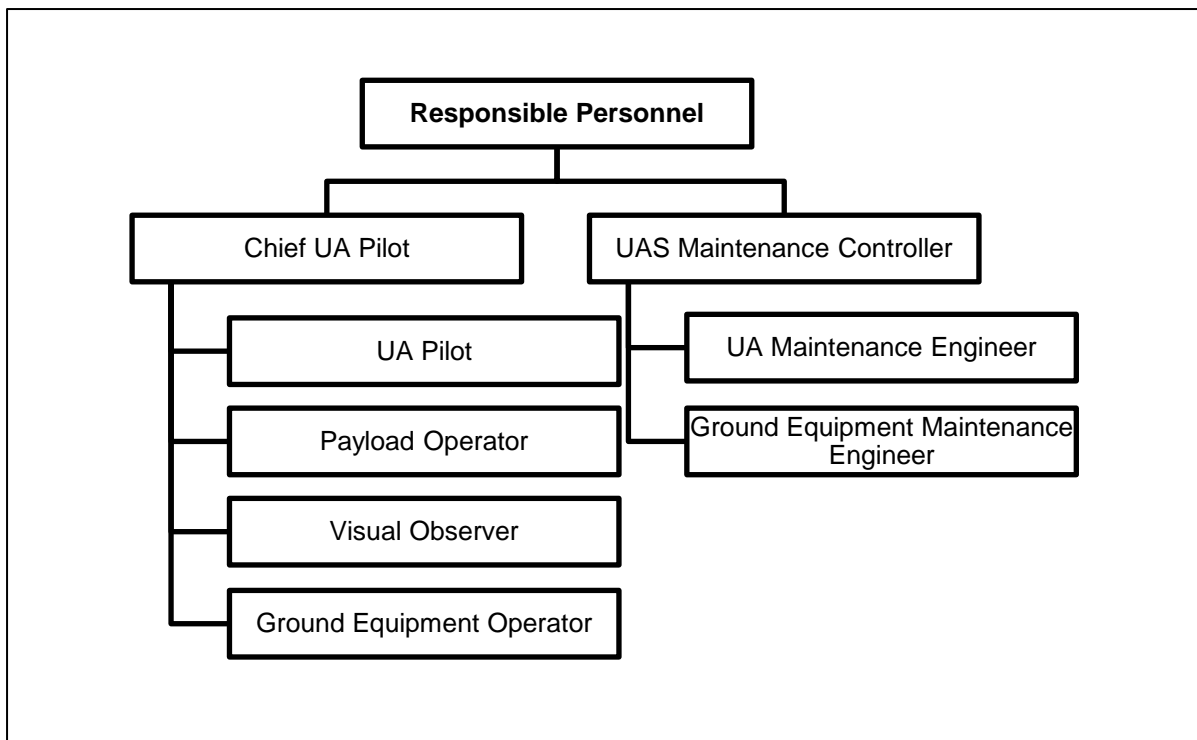 Responsible Personnel
Chief UA Pilot
UAS Maintenance Controller
UA Pilot
UA Maintenance Engineer
Payload Operator
Ground Equipment Maintenance
Engineer
Visual Observer
Ground Equipment Operator